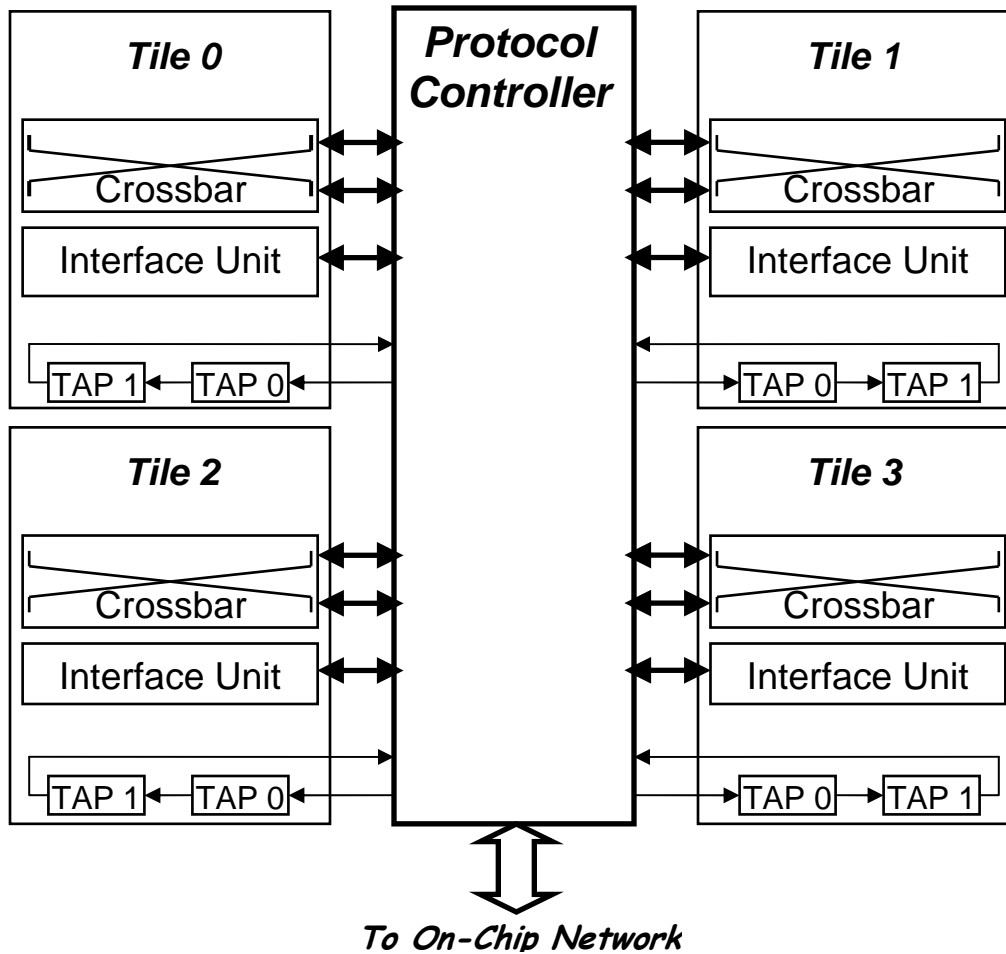 Tile 0
Protocol
Controller
Tile 1
Crossbar
Crossbar
Interface Unit
Interface Unit
TAP 1
TAP 0
TAP 0
TAP 1
Tile 2
Tile 3
Crossbar
Crossbar
Interface Unit
Interface Unit
TAP 1
TAP 0
TAP 0
TAP 1
To On-Chip Network